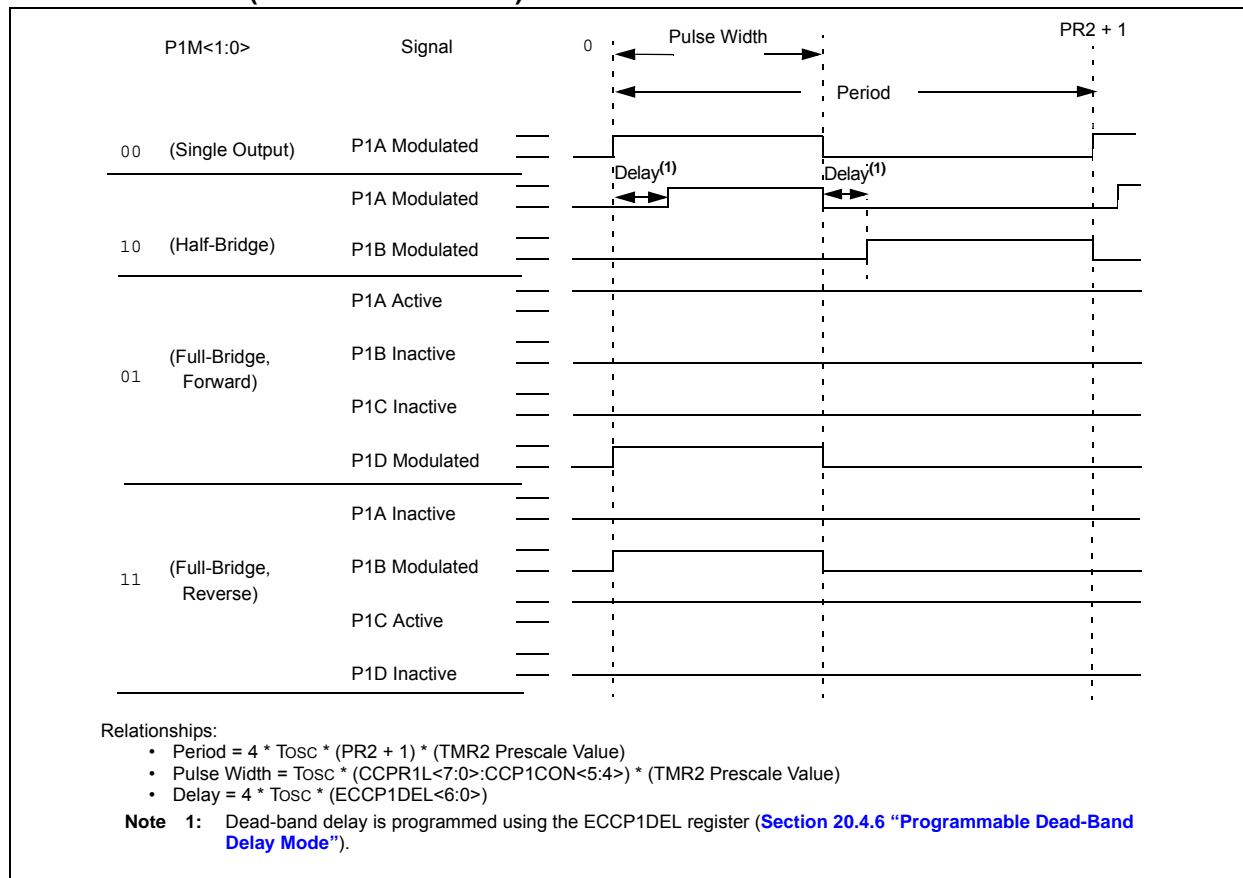 P1M<1:0> Signal 0 Pulse Width PR2 + 1
Period
00 (Single Output) P1A Modulated
Delay(1) Delay(1)
P1A Modulated
10 (Half-Bridge) P1B Modulated
P1A Active
01 (Full-Bridge, Forward) P1B Inactive
P1C Inactive
P1D Modulated
P1A Inactive
11 (Full-Bridge, Reverse) P1B Modulated
P1C Active
P1D Inactive
Relationships:
• Period = 4 * TOSC * (PR2 + 1) * (TMR2 Prescale Value)
• Pulse Width = TOSC * (CCPR1L<7:0>:CCP1CON<5:4>) * (TMR2 Prescale Value)
• Delay = 4 * TOSC * (ECCP1DEL<6:0>)
Note 1: Dead-band delay is programmed using the ECCP1DEL register (Section 20.4.6 “Programmable Dead-Band
Delay Mode”).